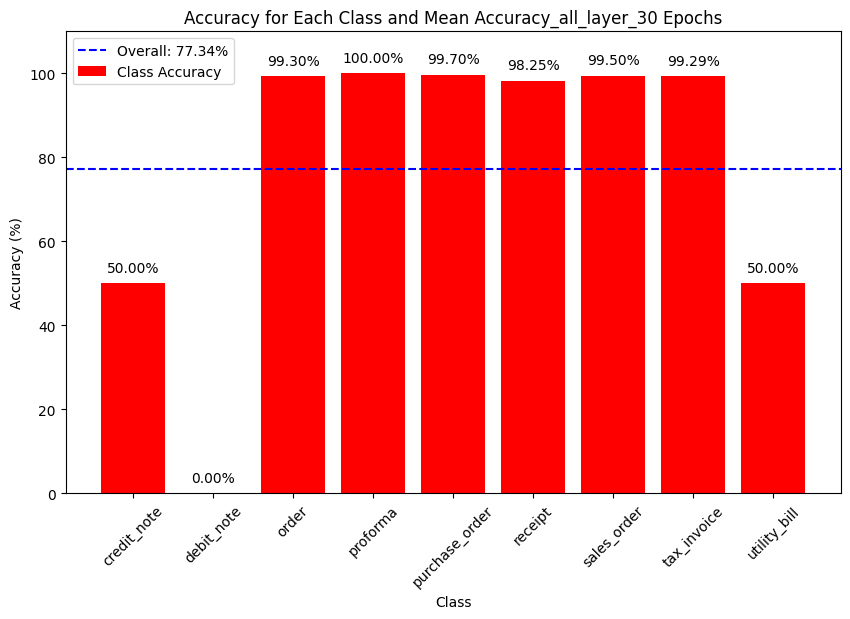 Accuracy for Each Class and Mean Accuracy_all_layer_30 Epochs
Overall: 77.34%
Class Accuracy
99.30%
100.00%
99.70%
98.25%
99.50%
99.29%
50.00%
0.00%
50.00%
100
80
60
40
20
0
Accuracy (%)
credit_note
debit_note
order
proforma
purchase_order
receipt
sales_order
tax_invoice
utility_bill
Class